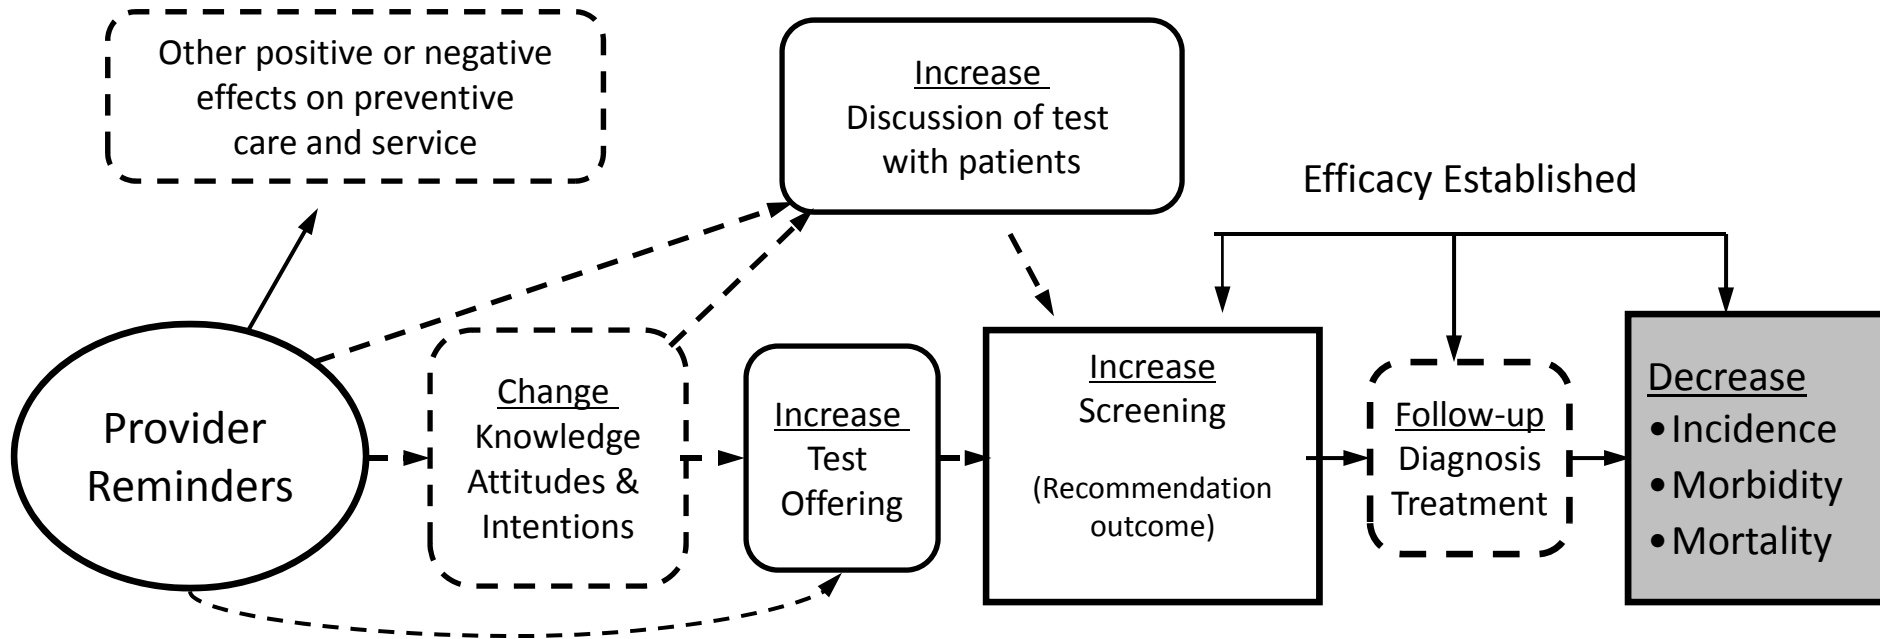 Other positive or negative
effects on preventive
care and service
Increase
Discussion of test
with patients
Efficacy Established
Provider
Reminders
Change
Knowledge
Attitudes &
Intentions
Increase
Test
Offering
Increase
Screening
(Recommendation
outcome)
Follow-up
Diagnosis
Treatment
Decrease
•Incidence
•Morbidity
•Mortality